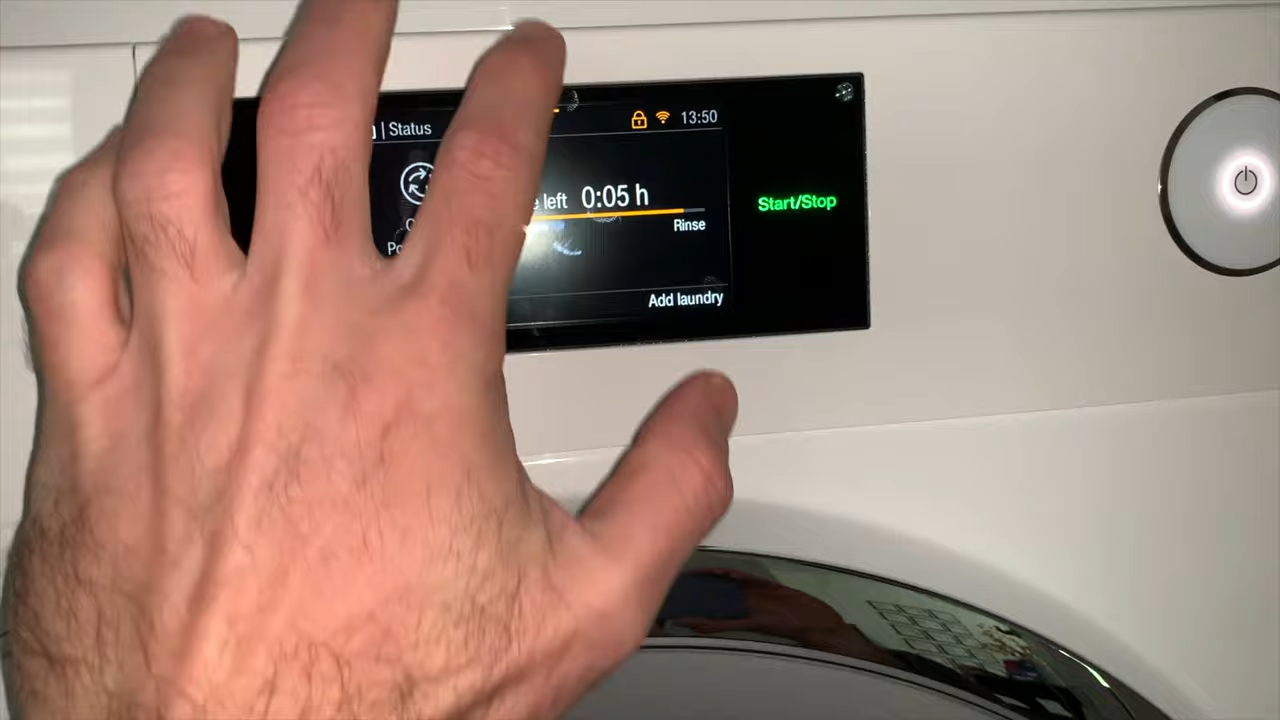 | Status
13:50
left 0:05 h
Rinse
Start/Stop
Add laundry